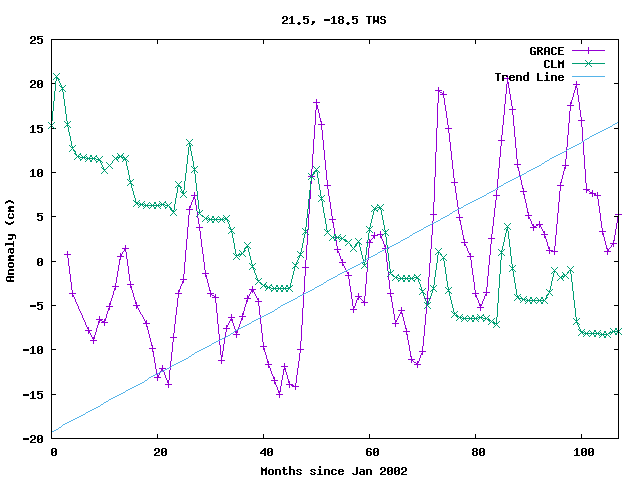 21.5, -18.5 TWS
GRACE
CLM
Trend Line
25
20
15
10
5
0
-5
-10
-15
-20
Anomaly (cm)
0 20 40 60 80 100
Months since Jan 2002